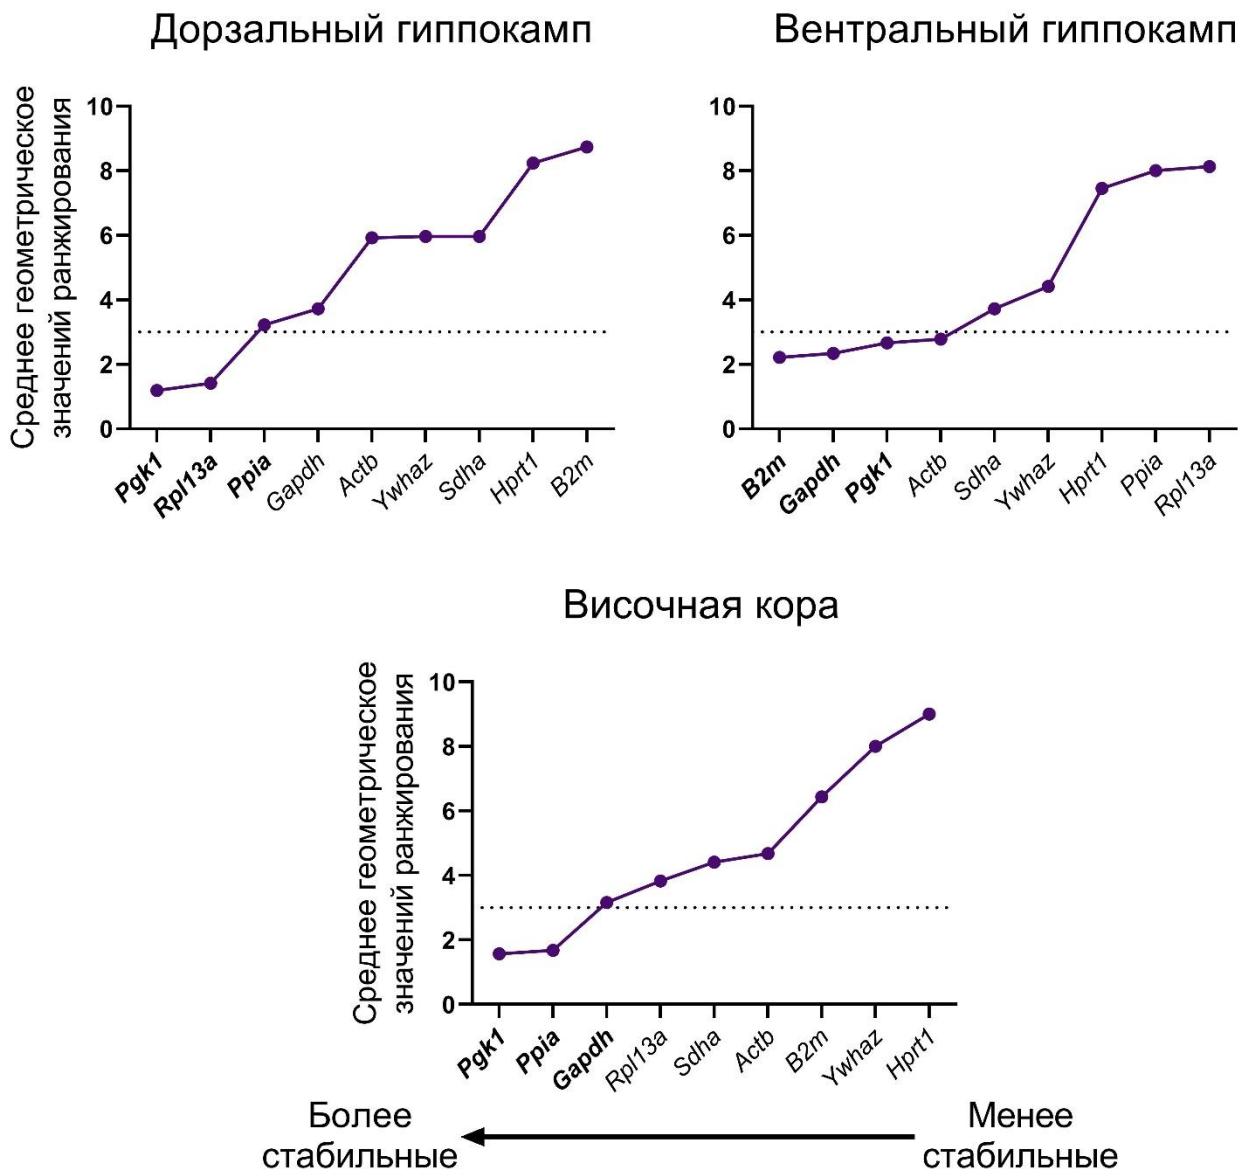 Дорзальный гиппокамп
Среднее геометрическое
значений ранжирования
10
8
6
4
2
0
Pgk1
Rpl13a
Ppia
Gapdh
Actb
Ywhaz
Sdha
Hprt1
B2m
Вентральный гиппокамп
10
8
6
4
2
0
B2m
Gapdh
Pgk1
Actb
Sdha
Ywhaz
Hprt1
Ppia
Rpl13a
Височная кора
Среднее геометрическое
значений ранжирования
10
8
6
4
2
0
Pgk1
Ppia
Gapdh
Rpl13a
Sdha
Actb
B2m
Ywhaz
Hprt1
Более
стабильные
Менее
стабильные